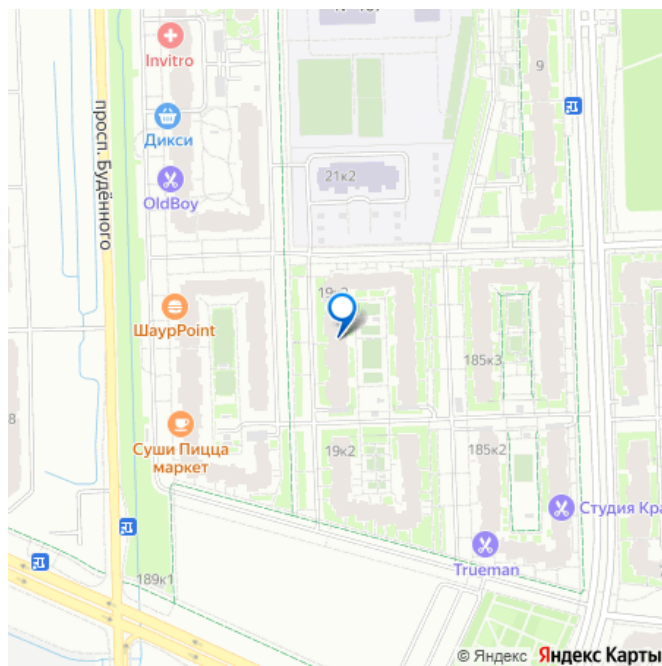 Invitro
9
Дикси
просп. Будённого
21к2
OldBoy
ШаурPoint
185к3
Суши Пицца
маркет
19к2
185к2
Студия Кра
Trueman
189к1
© Яндекс Яндекс Карты